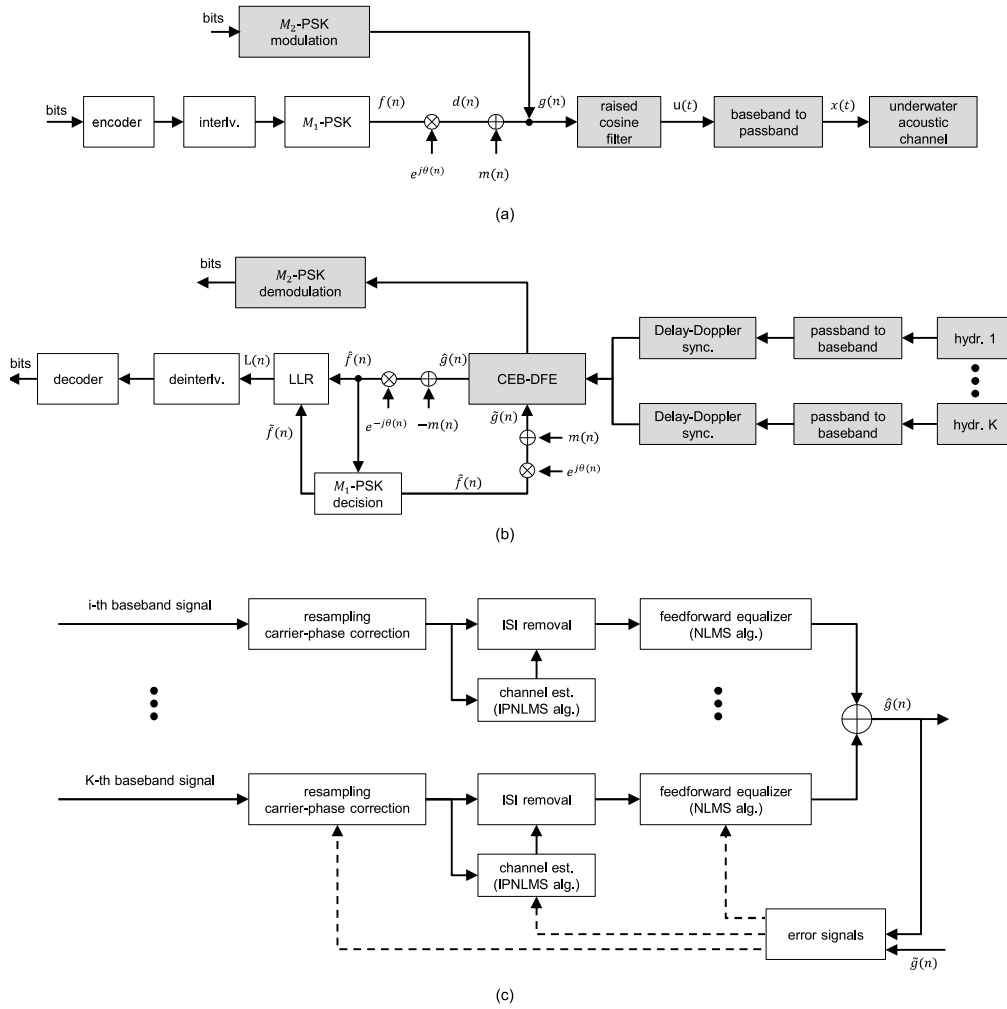 bits
M₂-PSK
modulation
bits
encoder
interlv.
M₁-PSK
f(n)
d(n)
g(n)
e^{jθ(n)}
m(n)
raised
cosine
filter
u(t)
baseband to
passband
x(t)
underwater
acoustic
channel
(a)
bits
M₂-PSK
demodulation
bits
decoder
deinterlv.
L(n)
LLR
f̂(n)
ĝ(n)
CEB-DFE
Delay-Doppler
sync.
passband to
baseband
hydr. 1
Delay-Doppler
sync.
passband to
baseband
hydr. K
f̃(n)
e^{-jθ(n)}
-m(n)
g̃(n)
m(n)
e^{jθ(n)}
M₁-PSK
decision
f̃(n)
(b)
i-th baseband signal
resampling
carrier-phase correction
ISI removal
feedforward equalizer
(NLMS alg.)
channel est.
(IPNLMS alg.)
ĝ(n)
K-th baseband signal
resampling
carrier-phase correction
ISI removal
feedforward equalizer
(NLMS alg.)
channel est.
(IPNLMS alg.)
error signals
g̃(n)
(c)